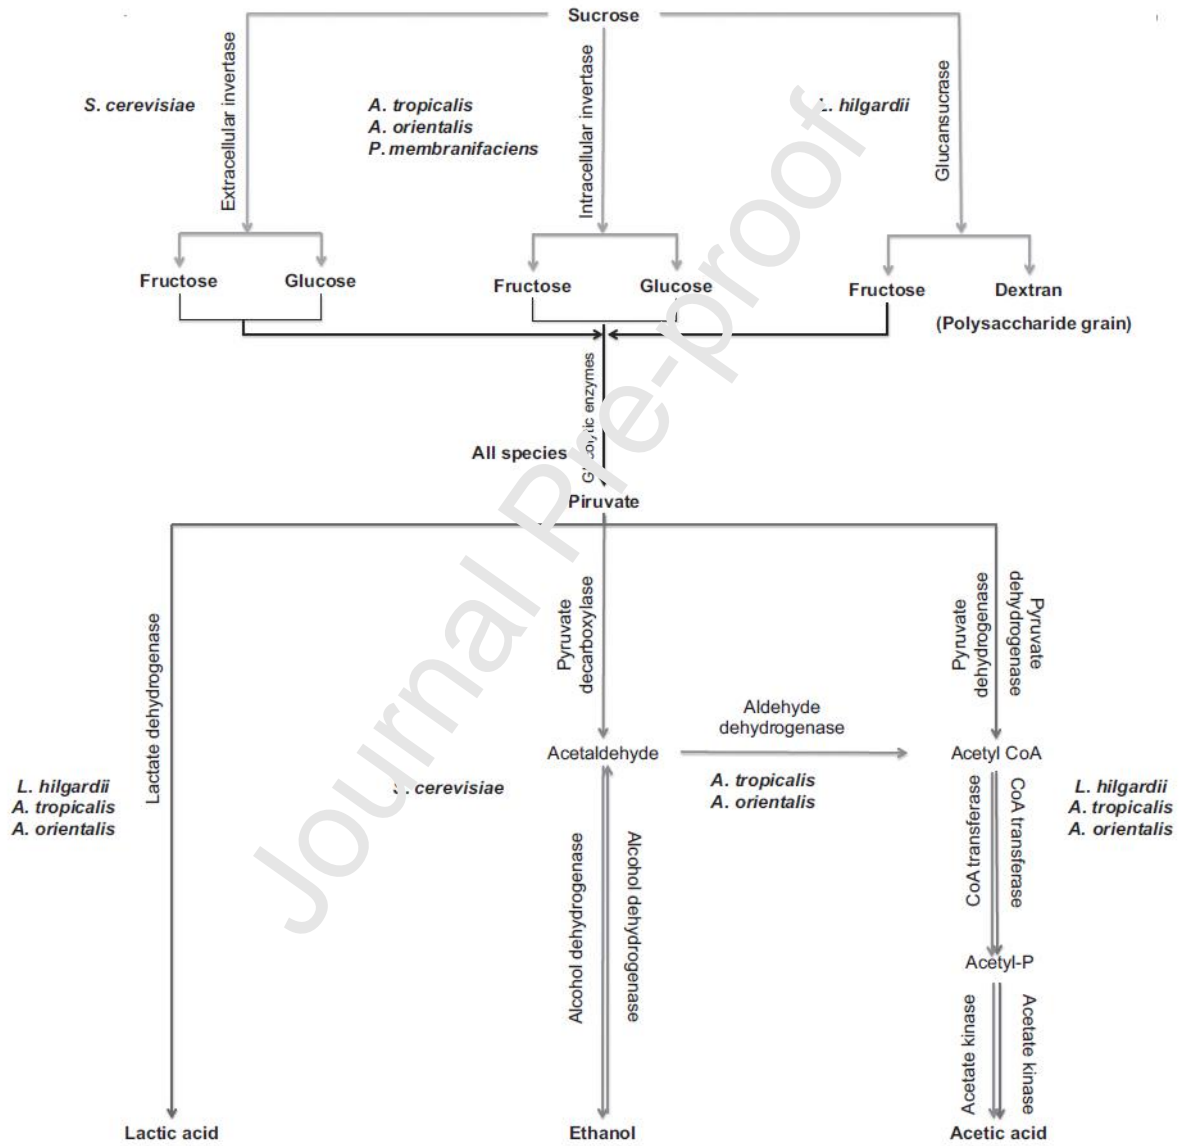 Sucrose
Extracellular invertase
Intracellular invertase
Glucansucrase
S. cerevisiae
A. tropicalis
A. orientalis
P. membranifaciens
L. hilgardii
Fructose
Glucose
Fructose
Glucose
Fructose
Dextran
(Polysaccharide grain)
enzymes
All species
Piruvate
Lactate dehydrogenase
Pyruvate
decarboxylase
Pyruvate
dehydrogenase
Pyruvate
dehydrogenase
Aldehyde
dehydrogenase
Acetaldehyde
Acetyl CoA
L. hilgardii
A. tropicalis
A. orientalis
S. cerevisiae
A. tropicalis
A. orientalis
L. hilgardii
A. tropicalis
A. orientalis
Alcohol dehydrogenase
Alcohol dehydrogenase
CoA transferase
CoA transferase
Acetyl-P
Acetate kinase
Acetate kinase
Lactic acid
Ethanol
Acetic acid
Journal Pre-proof